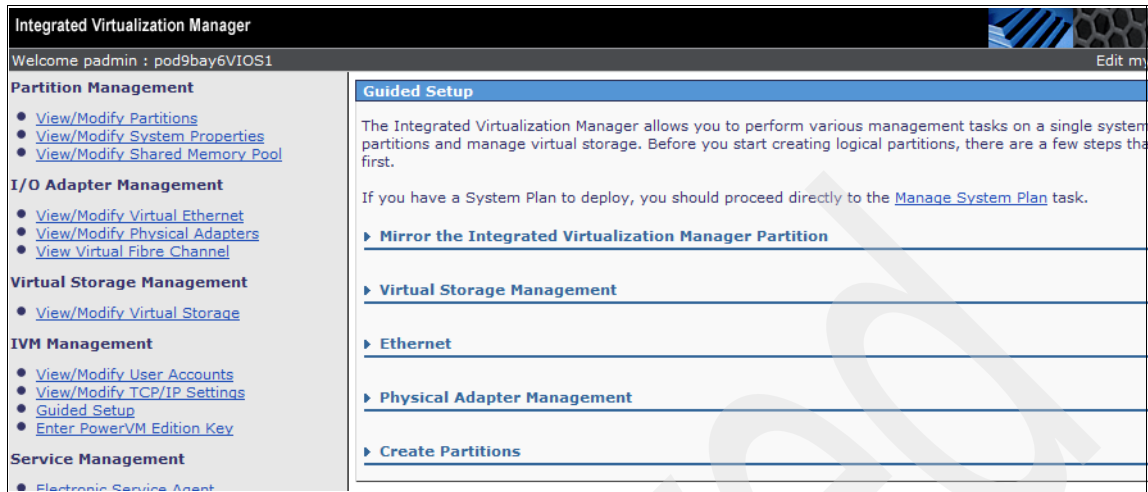 Integrated Virtualization Manager
Welcome padmin : pod9bay6VIOS1
Edit my
Partition Management
View/Modify Partitions
View/Modify System Properties
View/Modify Shared Memory Pool
I/O Adapter Management
View/Modify Virtual Ethernet
View/Modify Physical Adapters
View Virtual Fibre Channel
Virtual Storage Management
View/Modify Virtual Storage
IVM Management
View/Modify User Accounts
View/Modify TCP/IP Settings
Guided Setup
Enter PowerVM Edition Key
Service Management
Electronic Service Agent
Guided Setup
The Integrated Virtualization Manager allows you to perform various management tasks on a single system
partitions and manage virtual storage. Before you start creating logical partitions, there are a few steps tha
first.
If you have a System Plan to deploy, you should proceed directly to the Manage System Plan task.
Mirror the Integrated Virtualization Manager Partition
Virtual Storage Management
Ethernet
Physical Adapter Management
Create Partitions